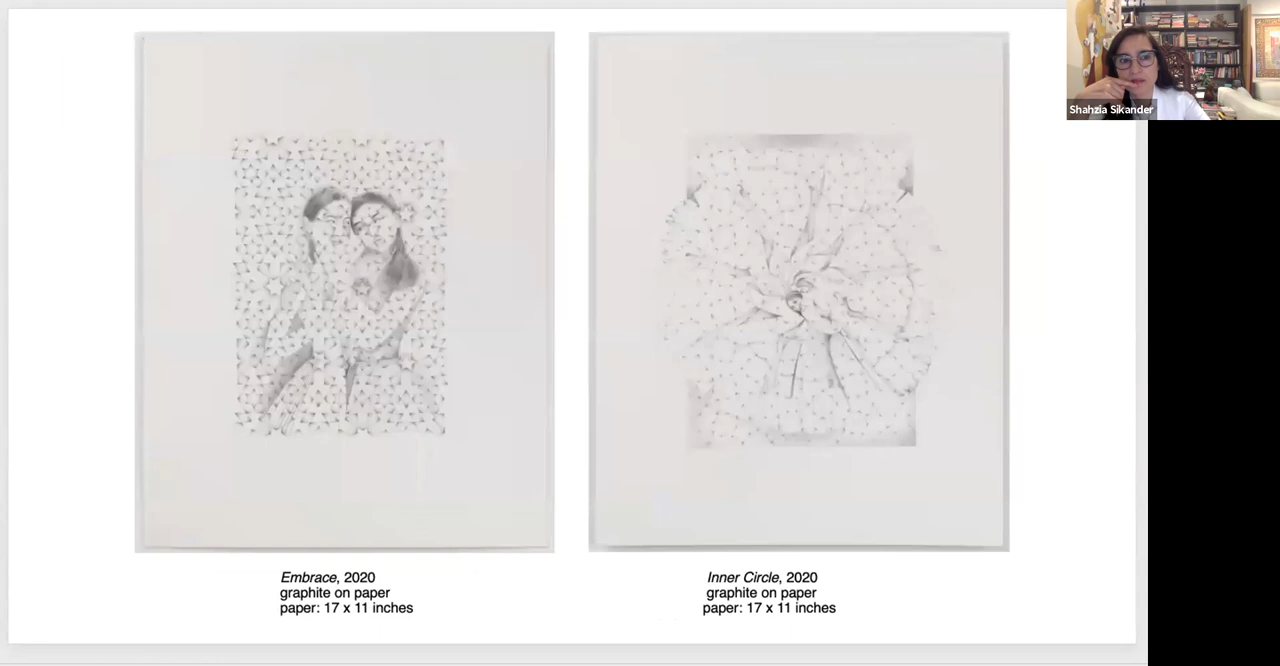 Shahzia Sikander
Embrace, 2020
graphite on paper
paper: 17 x 11 inches
Inner Circle, 2020
graphite on paper
paper: 17 x 11 inches